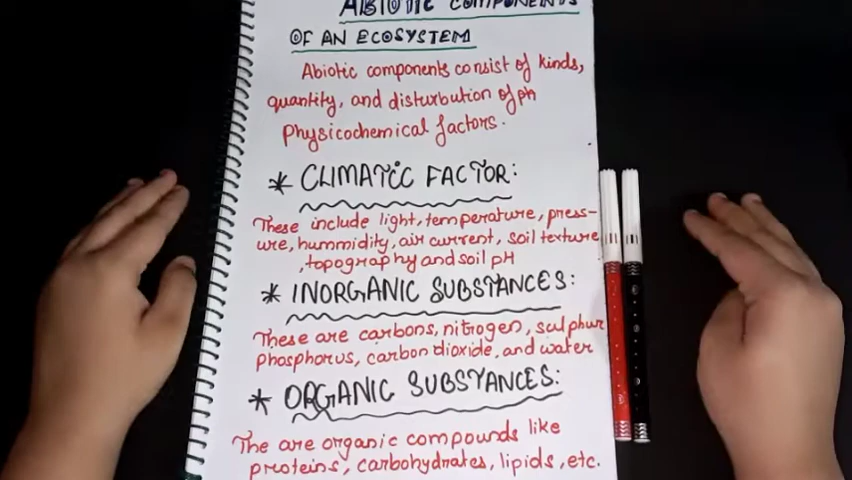 ABIOTIC COMPONENTS
OF AN ECOSYSTEM
Abiotic components consist of kinds,
quantity, and disturbution of ph
physicochemical factors.
* CLIMATIC FACTOR:
These include light, temperature, press-
ure, hummidity, air current, soil texture
,topography and soil pH
* INORGANIC SUBSTANCES:
These are carbons, nitrogen, sulphur
phosphorus, carbon dioxide, and water
* ORGANIC SUBSTANCES:
The are organic compounds like
proteins, carbohydrates, lipids, etc.